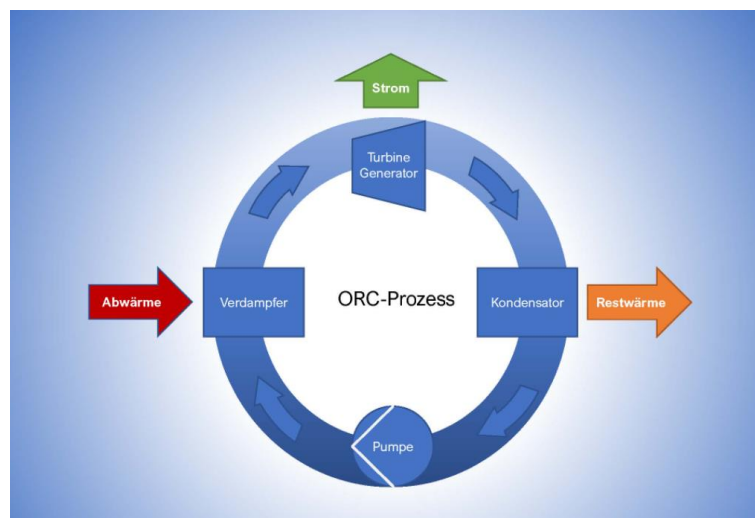 Strom
Turbine
Generator
Abwärme
Verdampfer
ORC-Prozess
Kondensator
Restwärme
Pumpe